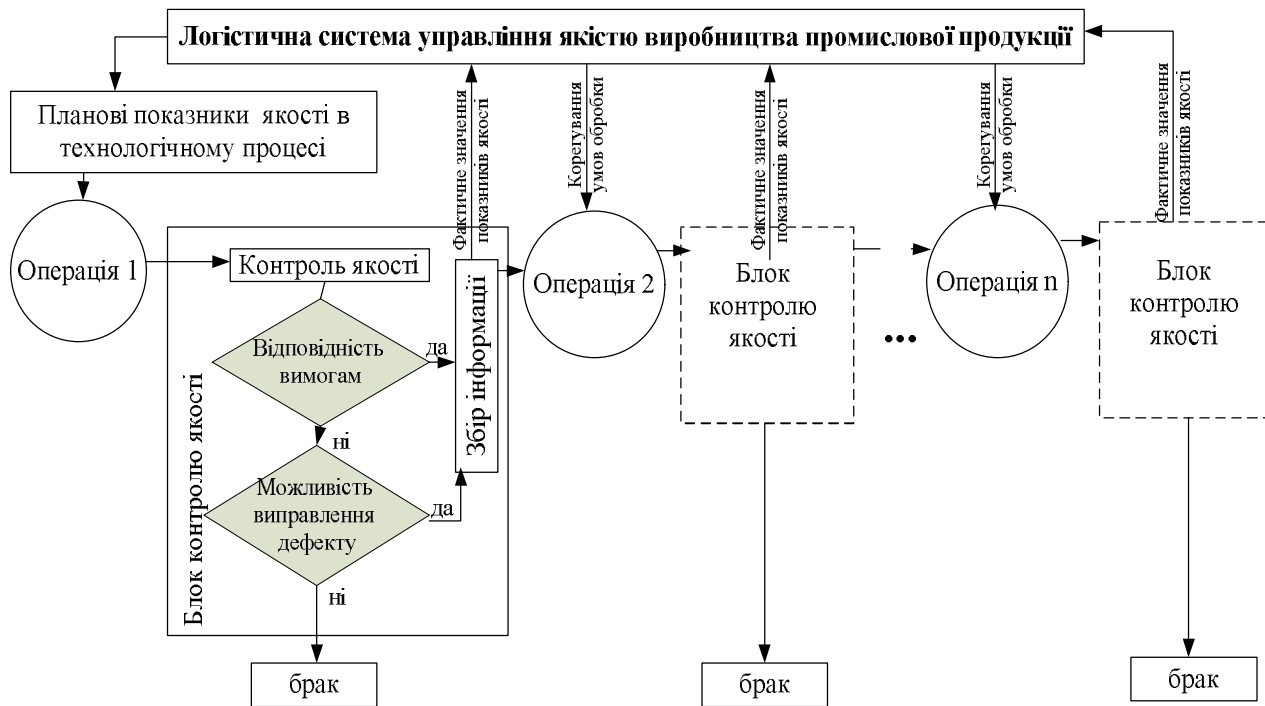 Логістична система управління якістю виробництва промислової продукції
Планові показники якості в
технологічному процесі
Фактичне значення
показників якості
Корегування
умов обробки
Фактичне значення
показників якості
Корегування
умов обробки
Фактичне значення
показників якості
Операція 1
Контроль якості
Відповідність
вимогам
да
ні
Можливість
виправлення
дефекту
да
ні
Збір інформації
Блок контролю якості
Операція 2
Блок
контролю
якості
...
Операція n
Блок
контролю
якості
брак
брак
брак